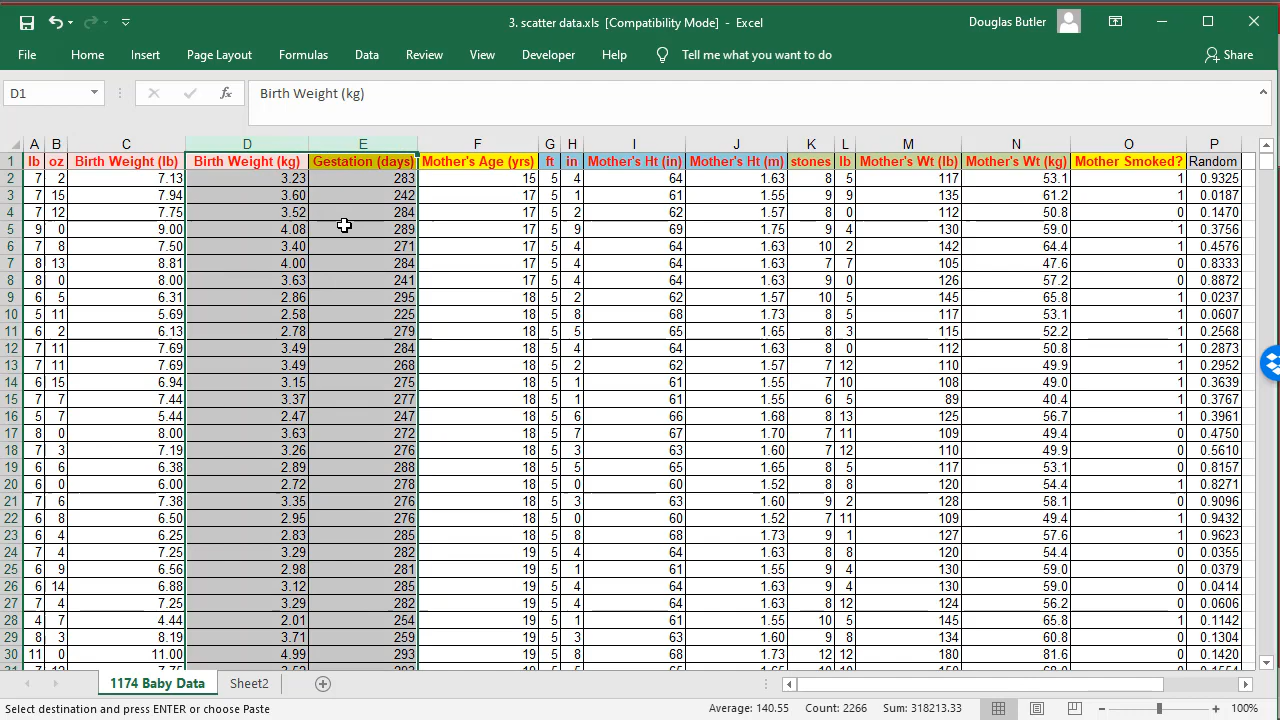 3. scatter data.xls [Compatibility Mode] - Excel Douglas Butler
File Home Insert Page Layout Formulas Data Review View Developer Help Tell me what you want to do Share
D1 fx Birth Weight (kg)
A B C D E F G H I J K L M N O P
1 lb oz Birth Weight (lb) Birth Weight (kg) Gestation (days) Mother's Age (yrs) ft in Mother's Ht (in) Mother's Ht (m) stones lb Mother's Wt (lb) Mother's Wt (kg) Mother Smoked? Random
2 7 2 7.13 3.23 283 15 5 4 64 1.63 8 5 117 53.1 1 0.9325
3 7 15 7.94 3.60 242 17 5 1 61 1.55 9 9 135 61.2 1 0.0187
4 7 12 7.75 3.52 284 17 5 2 62 1.57 8 0 112 50.8 0 0.1470
5 9 0 9.00 4.08 289 17 5 9 69 1.75 9 4 130 59.0 1 0.3756
6 7 8 7.50 3.40 271 17 5 4 64 1.63 10 2 142 64.4 1 0.4576
7 8 13 8.81 4.00 284 17 5 4 64 1.63 7 7 105 47.6 0 0.8333
8 8 0 8.00 3.63 241 17 5 4 64 1.63 9 0 126 57.2 0 0.8872
9 6 5 6.31 2.86 295 18 5 2 62 1.57 10 5 145 65.8 1 0.0237
10 5 11 5.69 2.58 225 18 5 8 68 1.73 8 5 117 53.1 1 0.0607
11 6 2 6.13 2.78 279 18 5 5 65 1.65 8 3 115 52.2 1 0.2568
12 7 11 7.69 3.49 284 18 5 4 64 1.63 8 0 112 50.8 1 0.2873
13 7 11 7.69 3.49 268 18 5 2 62 1.57 7 12 110 49.9 1 0.2952
14 6 15 6.94 3.15 275 18 5 1 61 1.55 7 10 108 49.0 1 0.3639
15 7 7 7.44 3.37 277 18 5 1 61 1.55 6 5 89 40.4 1 0.3767
16 5 7 5.44 2.47 247 18 5 6 66 1.68 8 13 125 56.7 1 0.3961
17 8 0 8.00 3.63 272 18 5 7 67 1.70 7 11 109 49.4 0 0.4750
18 7 3 7.19 3.26 276 18 5 3 63 1.60 7 12 110 49.9 0 0.5610
19 6 6 6.38 2.89 288 18 5 5 65 1.65 8 5 117 53.1 0 0.8157
20 6 0 6.00 2.72 278 18 5 0 60 1.52 8 8 120 54.4 1 0.8271
21 7 6 7.38 3.35 276 18 5 3 63 1.60 9 2 128 58.1 0 0.9096
22 6 8 6.50 2.95 276 18 5 0 60 1.52 7 11 109 49.4 1 0.9432
23 6 4 6.25 2.83 285 18 5 8 68 1.73 9 1 127 57.6 1 0.9623
24 7 4 7.25 3.29 282 19 5 4 64 1.63 8 8 120 54.4 0 0.0355
25 6 9 6.56 2.98 281 19 5 1 61 1.55 9 4 130 59.0 0 0.0379
26 6 14 6.88 3.12 285 19 5 4 64 1.63 9 4 130 59.0 0 0.0414
27 7 4 7.25 3.29 282 19 5 4 64 1.63 8 12 124 56.2 0 0.0606
28 4 7 4.44 2.01 254 19 5 1 61 1.55 10 5 145 65.8 1 0.1142
29 8 3 8.19 3.71 259 19 5 3 63 1.60 9 8 134 60.8 0 0.1304
30 11 0 11.00 4.99 293 19 5 8 68 1.73 12 12 180 81.6 0 0.1420
1174 Baby Data Sheet2
Select destination and press ENTER or choose Paste Average: 140.55 Count: 2266 Sum: 318213.33 100%